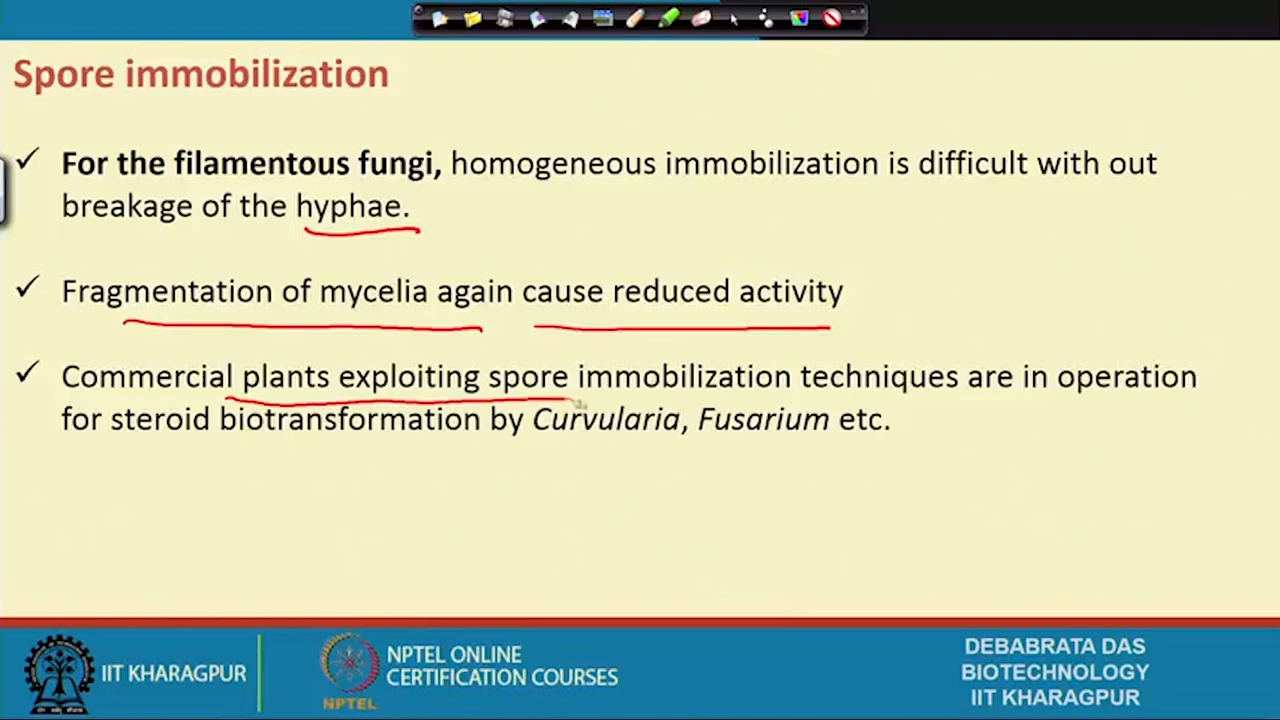 Spore immobilization
✓ For the filamentous fungi, homogeneous immobilization is difficult with out
breakage of the hyphae.
✓ Fragmentation of mycelia again cause reduced activity
✓ Commercial plants exploiting spore immobilization techniques are in operation
for steroid biotransformation by Curvularia, Fusarium etc.
IIT KHARAGPUR
NPTEL
NPTEL ONLINE
CERTIFICATION COURSES
DEBABRATA DAS
BIOTECHNOLOGY
IIT KHARAGPUR